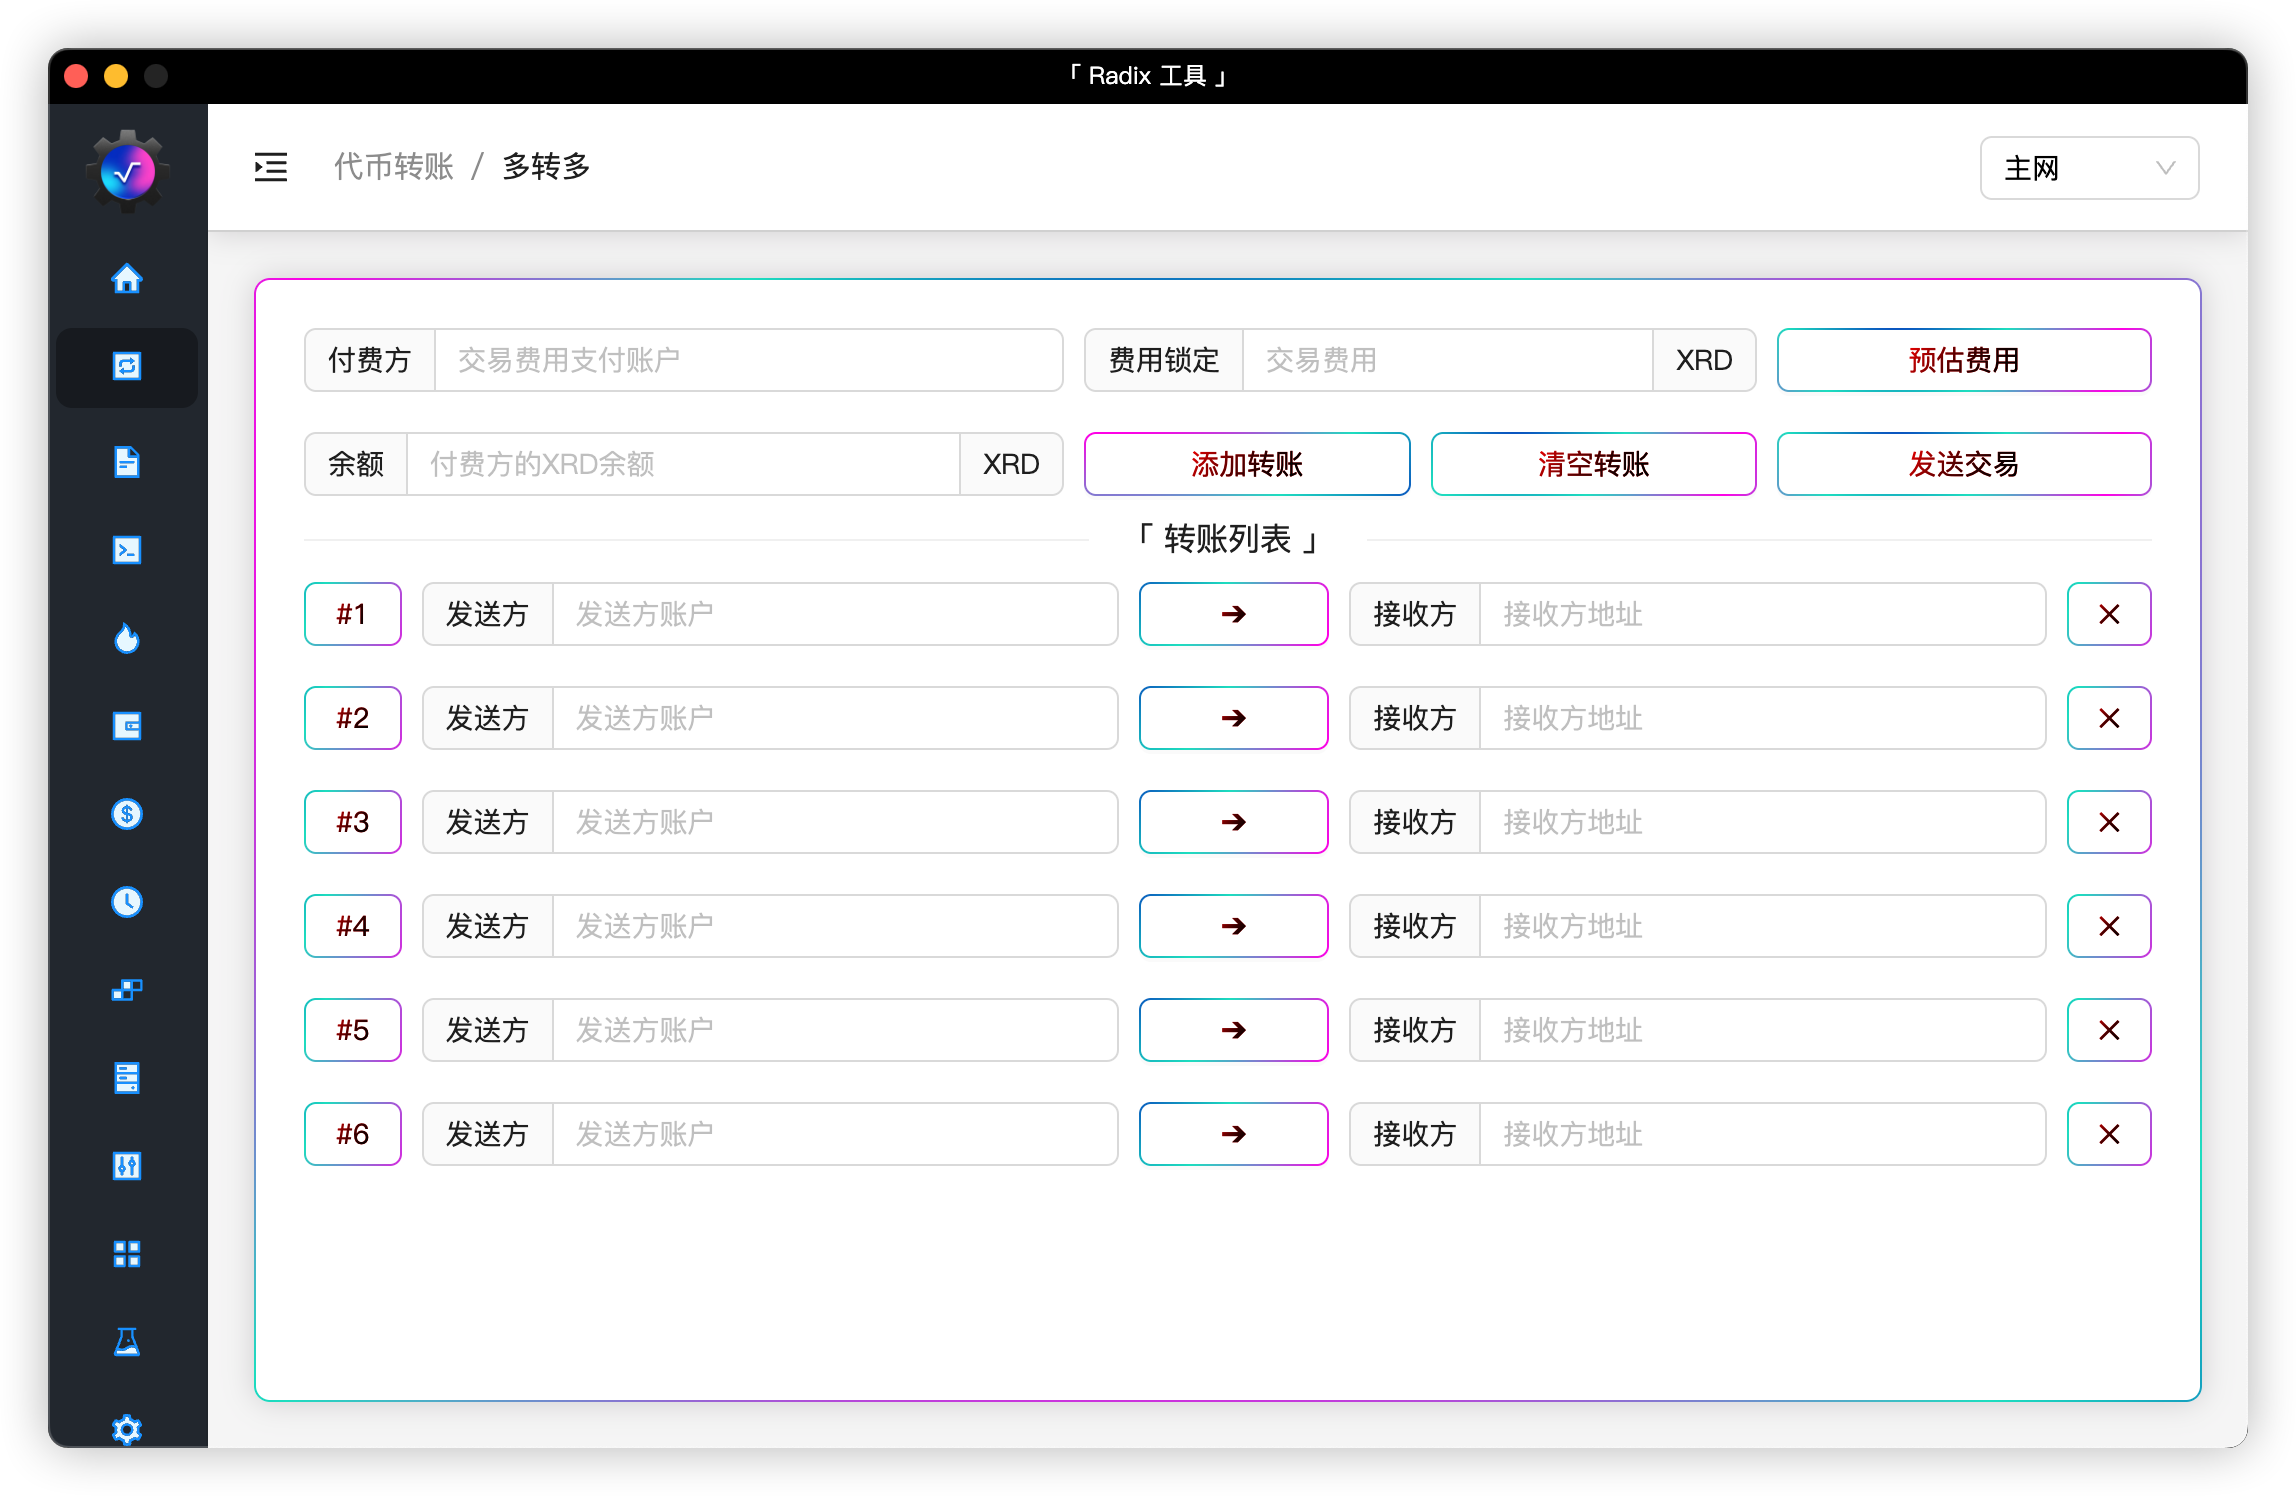 「 Radix 工具 」
代币转账 / 多转多
主网
付费方 交易费用支付账户 费用锁定 交易费用 XRD 预估费用
余额 付费方的XRD余额 XRD 添加转账 清空转账 发送交易
「 转账列表 」
#1 发送方 发送方账户 ➔ 接收方 接收方地址 ✕
#2 发送方 发送方账户 ➔ 接收方 接收方地址 ✕
#3 发送方 发送方账户 ➔ 接收方 接收方地址 ✕
#4 发送方 发送方账户 ➔ 接收方 接收方地址 ✕
#5 发送方 发送方账户 ➔ 接收方 接收方地址 ✕
#6 发送方 发送方账户 ➔ 接收方 接收方地址 ✕